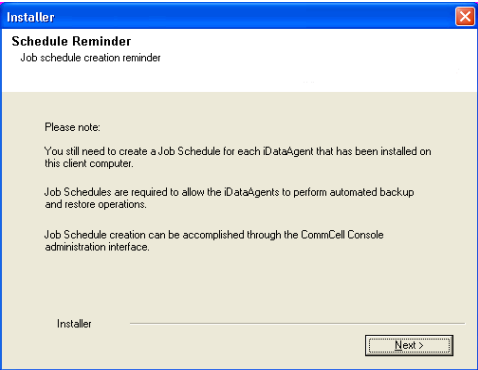 Installer
Schedule Reminder
Job schedule creation reminder
Please note:
You still need to create a Job Schedule for each iDataAgent that has been installed on
this client computer.
Job Schedules are required to allow the iDataAgents to perform automated backup
and restore operations.
Job Schedule creation can be accomplished through the CommCell Console
administration interface.
Installer
Next >